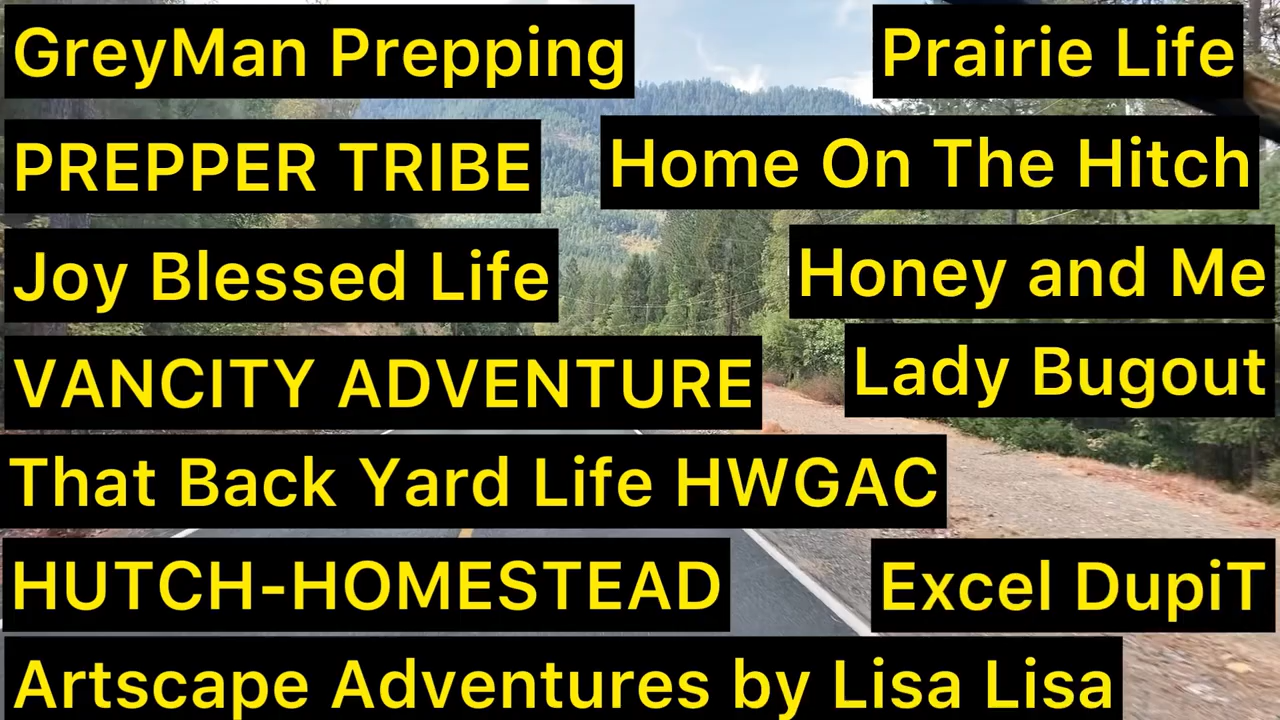 GreyMan Prepping
Prairie Life
PREPPER TRIBE
Home On The Hitch
Joy Blessed Life
Honey and Me
VANCITY ADVENTURE
Lady Bugout
That Back Yard Life HWGAC
HUTCH-HOMESTEAD
Excel DupiT
Artscape Adventures by Lisa Lisa